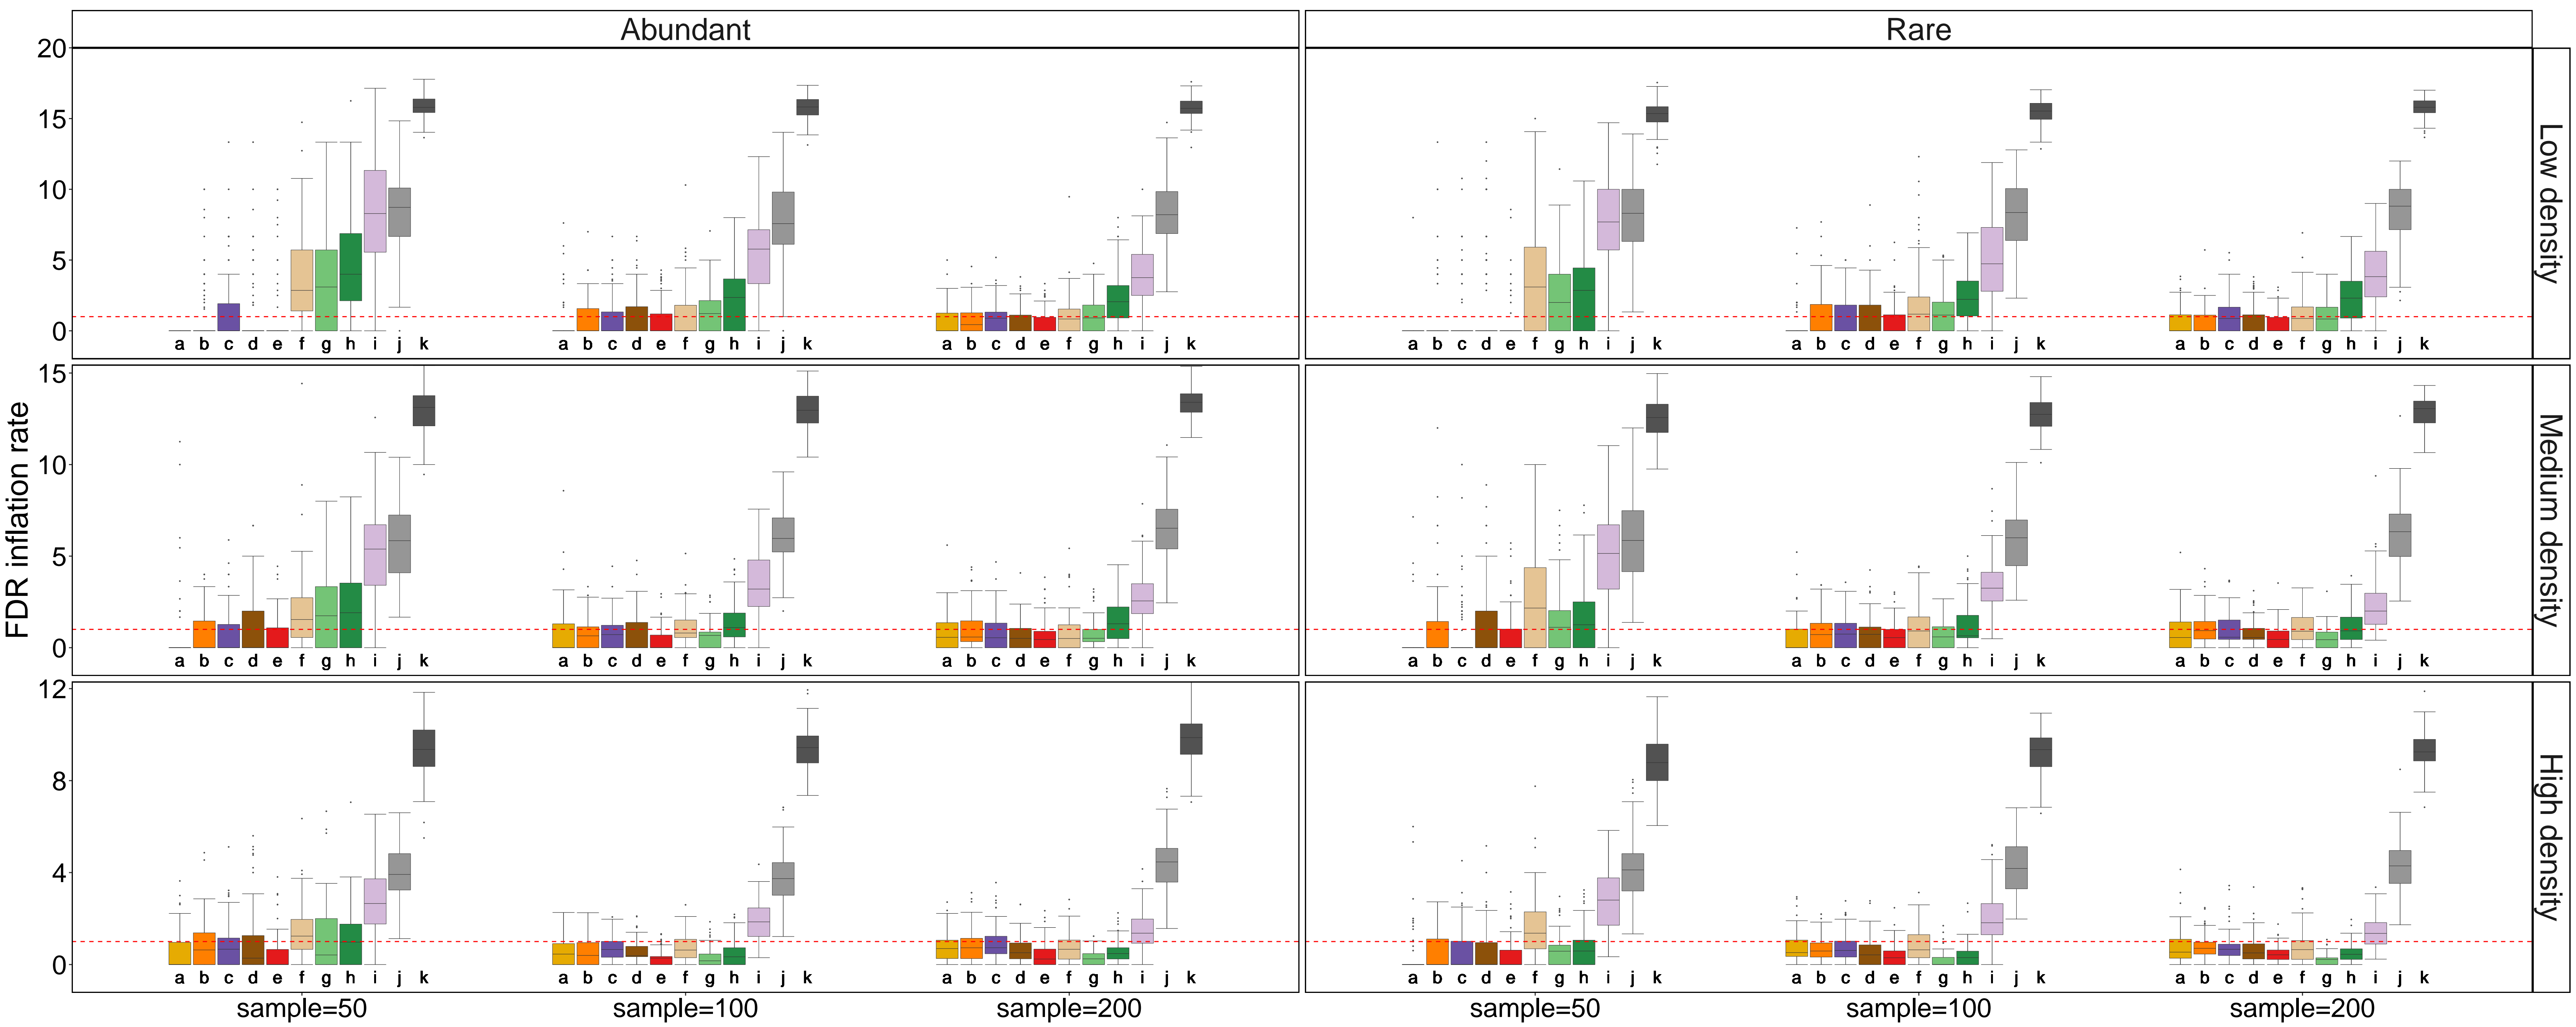 Abundant Rare
20
15
10
5
0
a b c d e f g h i j k a b c d e f g h i j k a b c d e f g h i j k a b c d e f g h i j k a b c d e f g h i j k a b c d e f g h i j k
Low density
FDR inflation rate
15
10
5
0
a b c d e f g h i j k a b c d e f g h i j k a b c d e f g h i j k a b c d e f g h i j k a b c d e f g h i j k a b c d e f g h i j k
Medium density
12
8
4
0
a b c d e f g h i j k a b c d e f g h i j k a b c d e f g h i j k a b c d e f g h i j k a b c d e f g h i j k a b c d e f g h i j k
High density
sample=50 sample=100 sample=200 sample=50 sample=100 sample=200